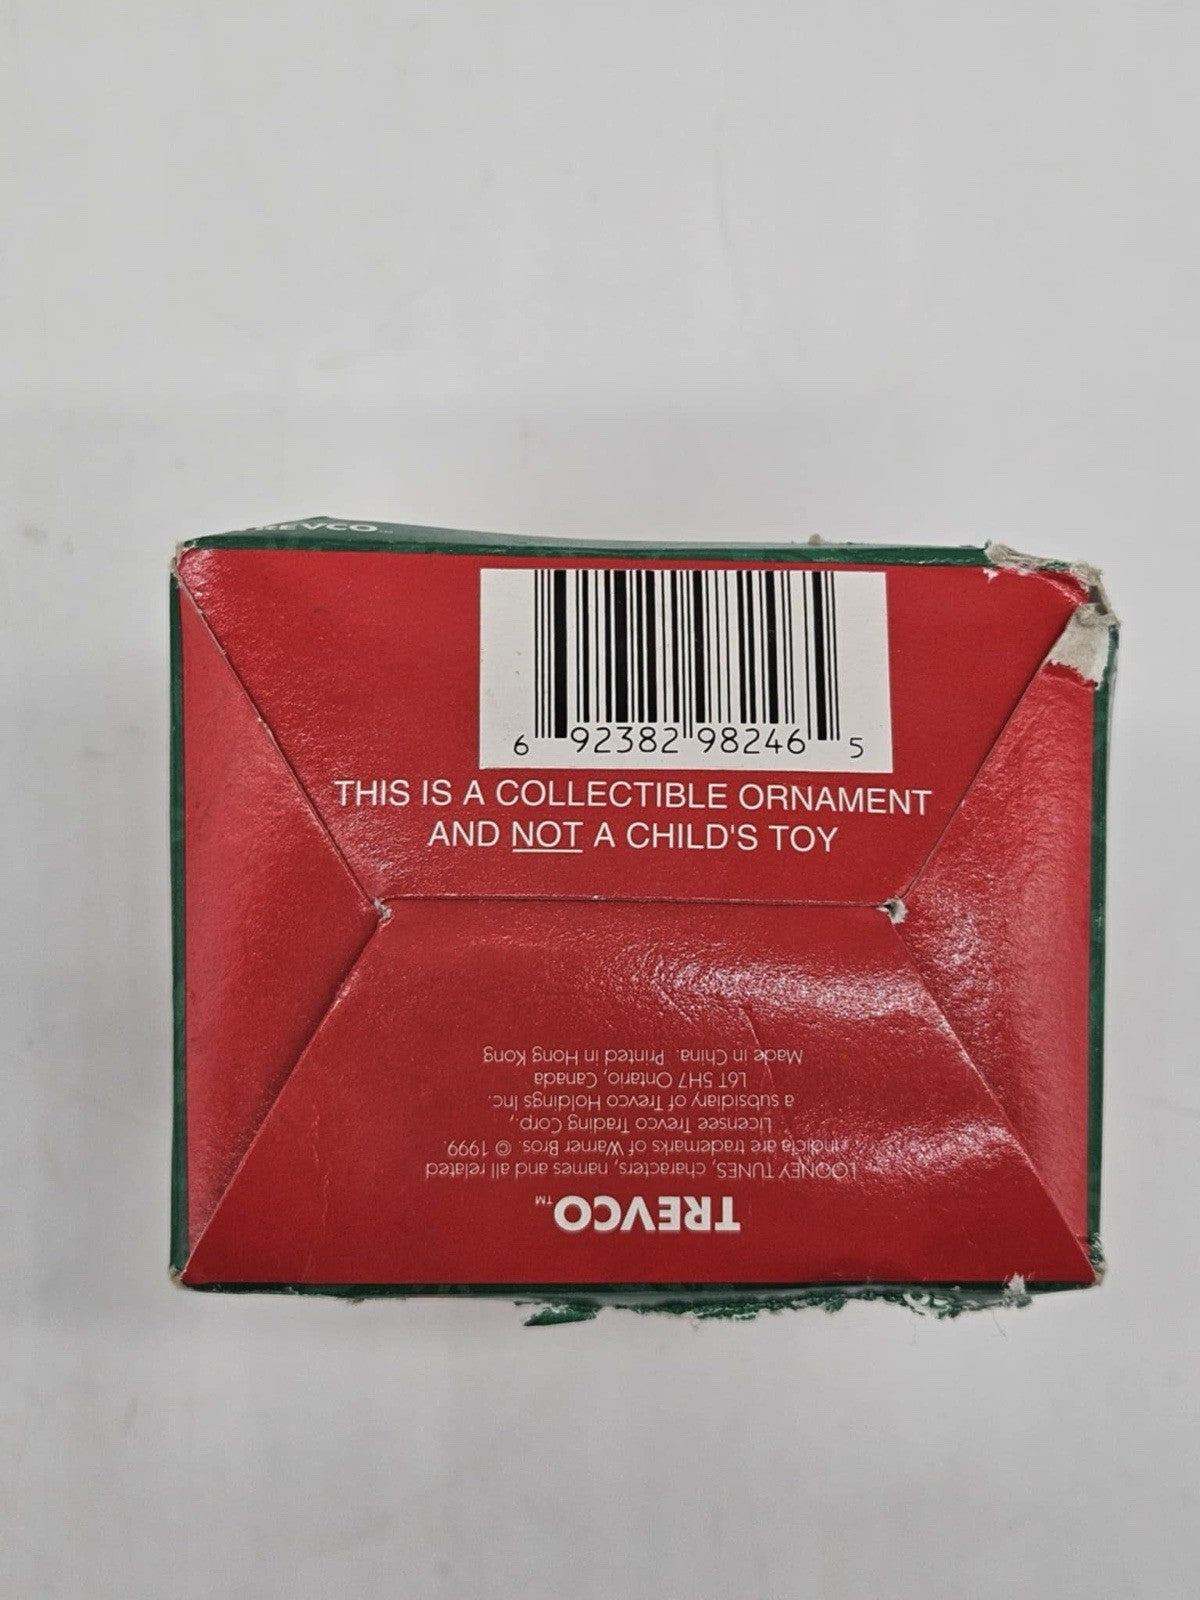 TREVCO™
6 92382 98246 5
THIS IS A COLLECTIBLE ORNAMENT
AND NOT A CHILD'S TOY
TREVCO™
LOONEY TUNES, characters, names and all related
indicia are trademarks of Warner Bros. © 1999.
Licensee Trevco Trading Corp.,
a subsidiary of Trevco Holdings Inc.
L6T 5H7 Ontario, Canada
Made in China. Printed in Hong Kong